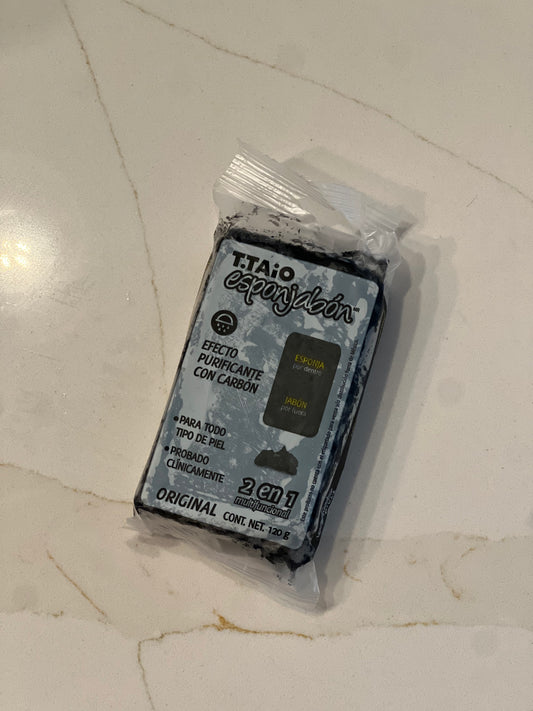 T.TAiO
esponjabón
EFECTO
PURIFICANTE
CON CARBÓN
ESPONJA
por dentro
JABÓN
por fuera
•PARA TODO
TIPO DE PIEL
•PROBADO
CLÍNICAMENTE
2 en 1
multifuncional
ORIGINAL CONT. NET. 120 g